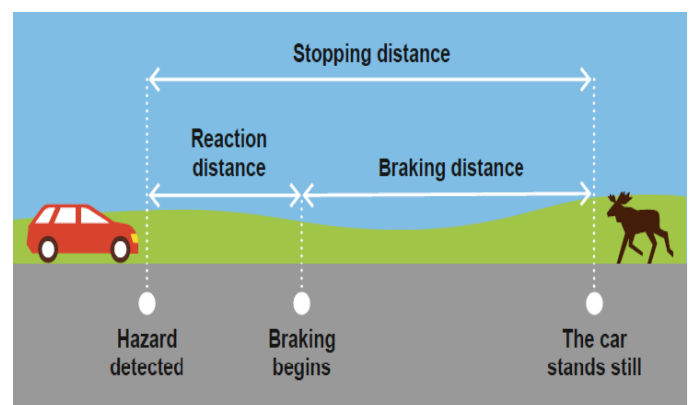 Stopping distance
Reaction
distance
Braking distance
Hazard
detected
Braking
begins
The car
stands still